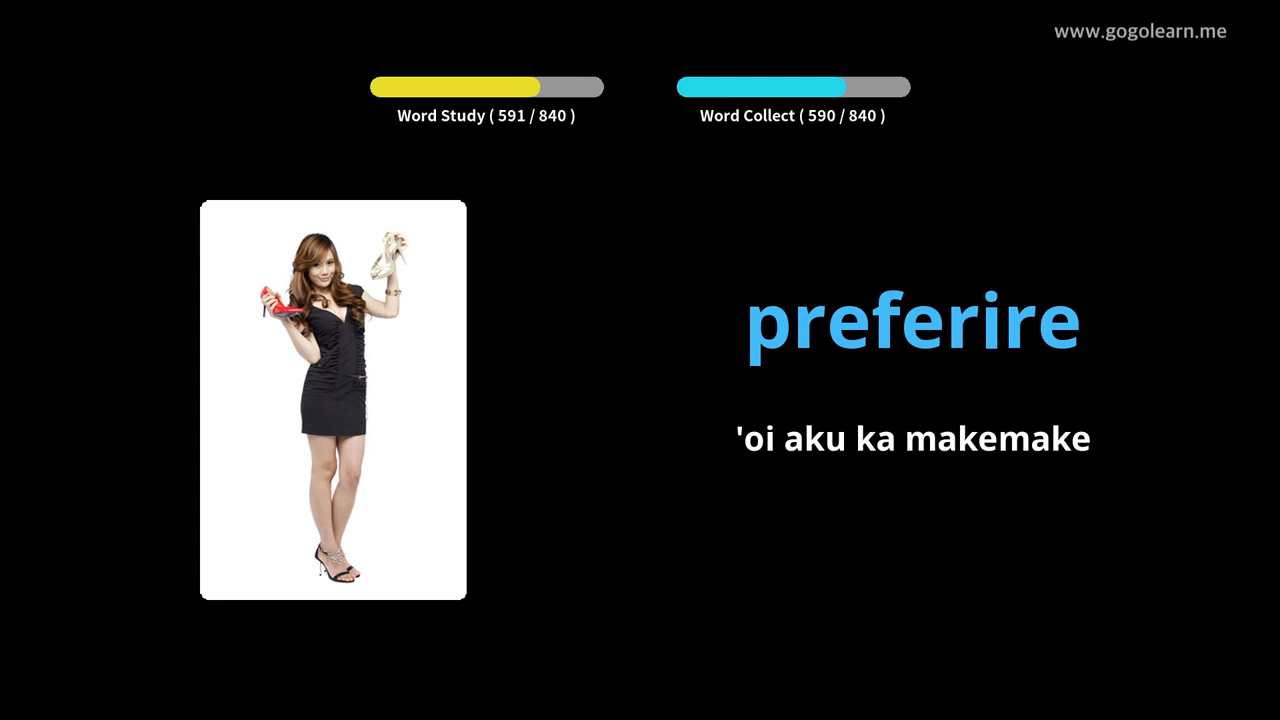 www.gogolearn.me
Word Study ( 591 / 840 )
Word Collect ( 590 / 840 )
preferire
'oi aku ka makemake